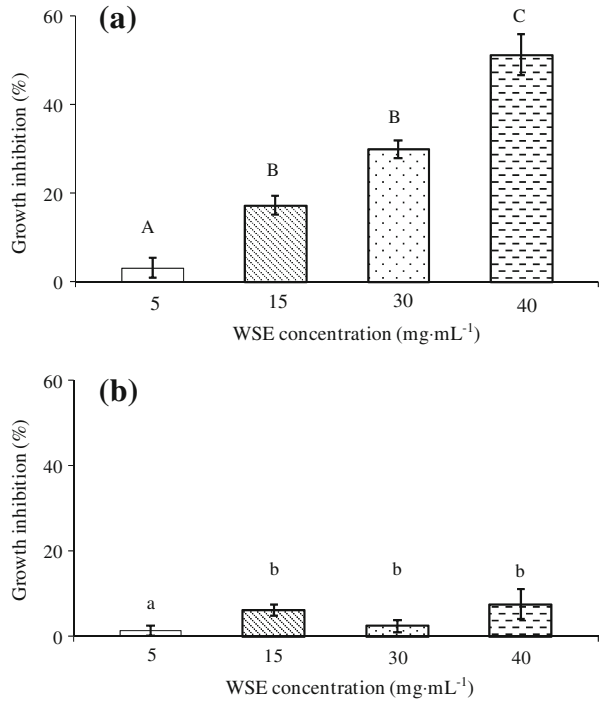 (a)
Growth inhibition (%)
60
40
20
0
A
B
B
C
5 15 30 40
WSE concentration (mg·mL⁻¹)
(b)
Growth inhibition (%)
60
40
20
0
a
b
b
b
5 15 30 40
WSE concentration (mg·mL⁻¹)